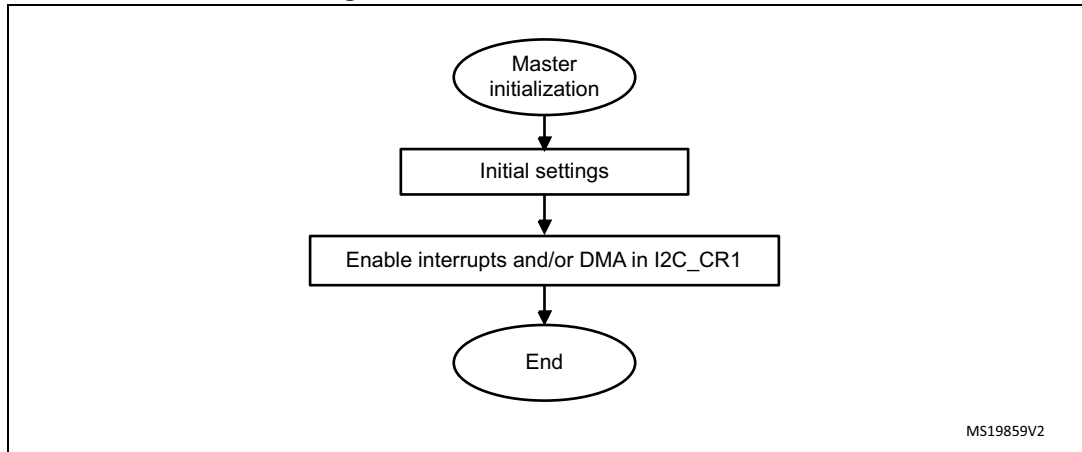 Master
initialization
Initial settings
Enable interrupts and/or DMA in I2C_CR1
End
MS19859V2